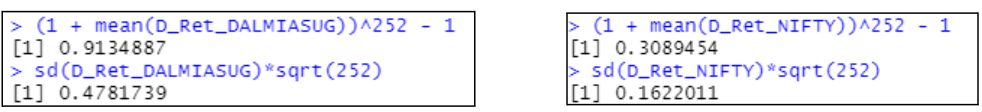 > (1 + mean(D_Ret_DALMIASUG))^252 - 1
[1] 0.9134887
> sd(D_Ret_DALMIASUG)*sqrt(252)
[1] 0.4781739
> (1 + mean(D_Ret_NIFTY))^252 - 1
[1] 0.3089454
> sd(D_Ret_NIFTY)*sqrt(252)
[1] 0.1622011